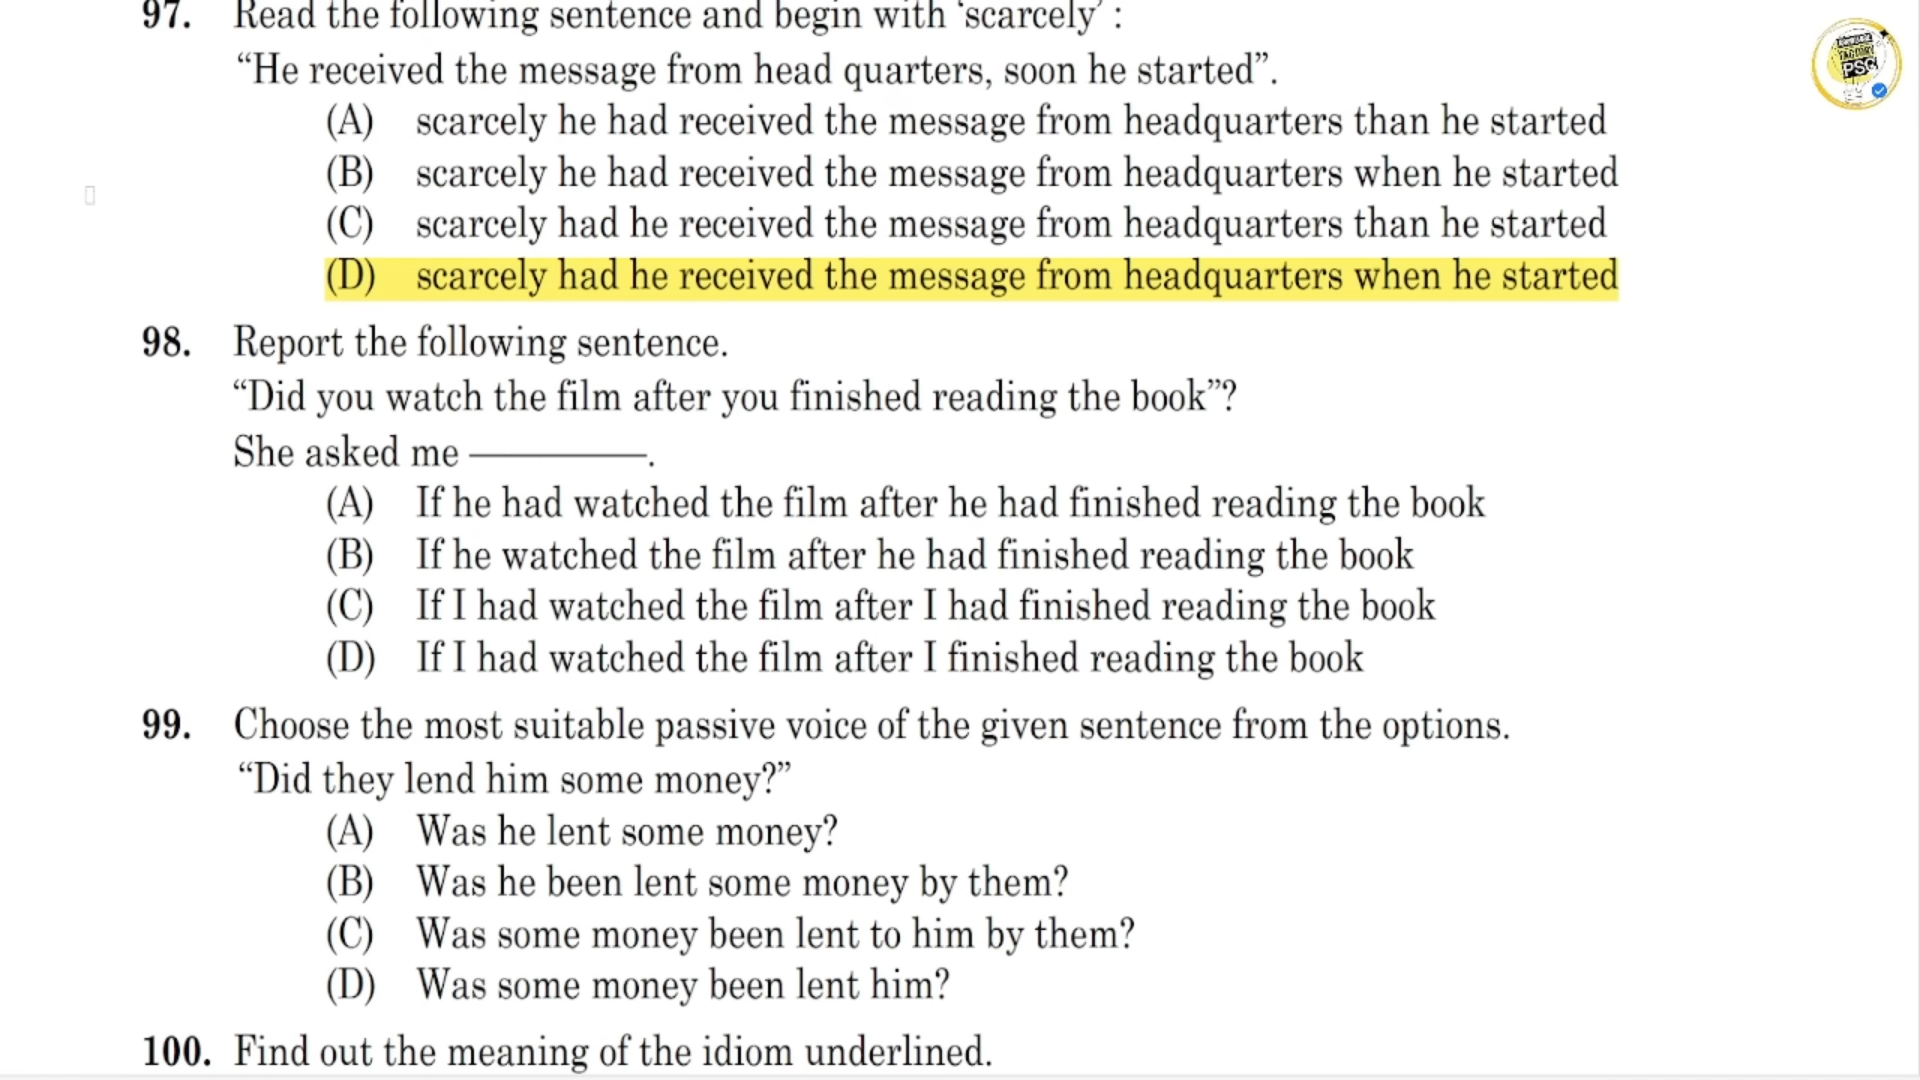 97. Read the following sentence and begin with ‘scarcely’ :
“He received the message from head quarters, soon he started”.
(A) scarcely he had received the message from headquarters than he started
(B) scarcely he had received the message from headquarters when he started
(C) scarcely had he received the message from headquarters than he started
(D) scarcely had he received the message from headquarters when he started
98. Report the following sentence.
“Did you watch the film after you finished reading the book”?
She asked me ————.
(A) If he had watched the film after he had finished reading the book
(B) If he watched the film after he had finished reading the book
(C) If I had watched the film after I had finished reading the book
(D) If I had watched the film after I finished reading the book
99. Choose the most suitable passive voice of the given sentence from the options.
“Did they lend him some money?”
(A) Was he lent some money?
(B) Was he been lent some money by them?
(C) Was some money been lent to him by them?
(D) Was some money been lent him?
100. Find out the meaning of the idiom underlined.
PSC